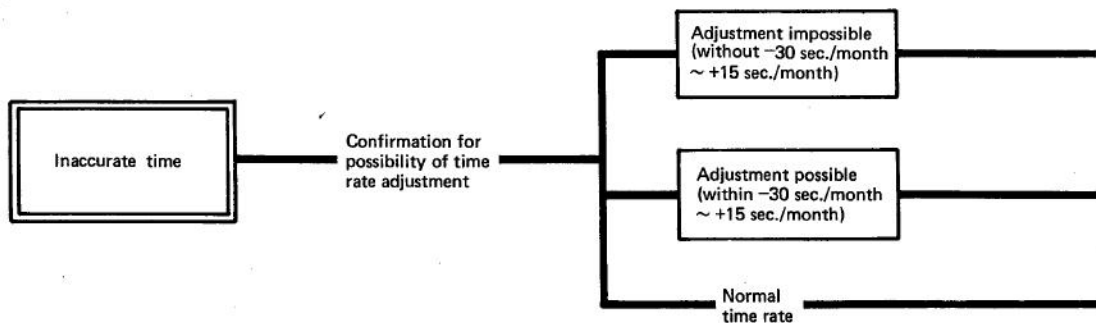 Inaccurate time
Confirmation for
possibility of time
rate adjustment
Adjustment impossible
(without −30 sec./month
~ +15 sec./month)
Adjustment possible
(within −30 sec./month
~ +15 sec./month)
Normal
time rate